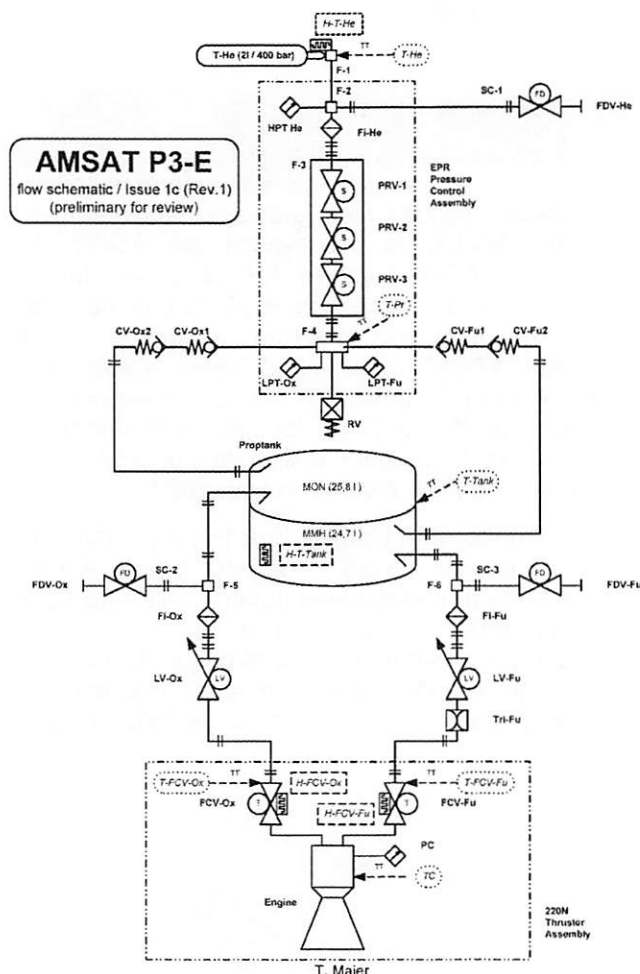 H-T-He
T-He (2l / 400 bar)
TT
T-He
F-1
F-2
SC-1
FD
FDV-He
HPT He
Fi-He
AMSAT P3-E
flow schematic / Issue 1c (Rev.1)
(preliminary for review)
F-3
EPR
Pressure
Control
Assembly
S
PRV-1
S
PRV-2
S
PRV-3
T-Pr
TT
F-4
CV-Ox2
CV-Ox1
CV-Fu1
CV-Fu2
LPT-Ox
LPT-Fu
RV
Proptank
MON (25,8 l)
TT
T-Tank
MMH (24,7 l)
H-T-Tank
FDV-Ox
FD
SC-2
F-5
F-6
SC-3
FD
FDV-Fu
Fi-Ox
Fi-Fu
LV-Ox
LV
LV
LV-Fu
Tri-Fu
T-FCV-Ox
TT
H-FCV-Ox
TT
T-FCV-Fu
FCV-Ox
T
H-FCV-Fu
T
FCV-Fu
PC
TT
TC
Engine
220N
Thruster
Assembly
T. Maier